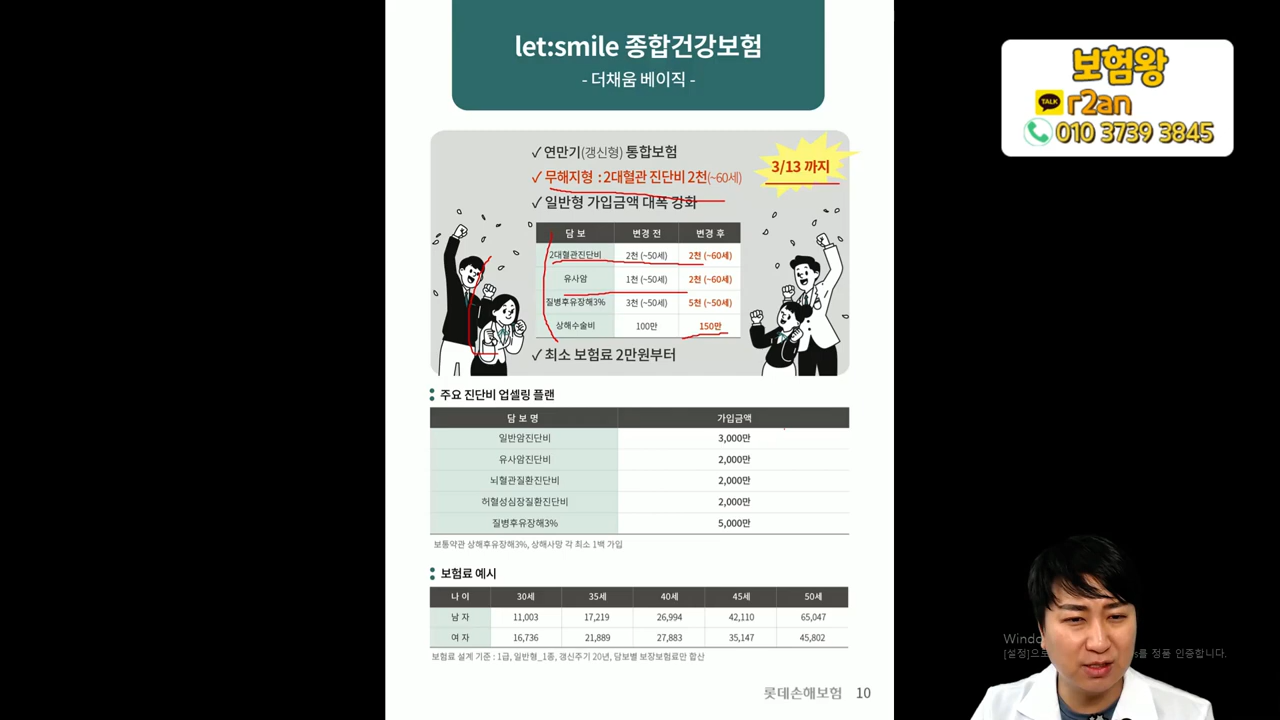 let:smile 종합건강보험
- 더채움 베이직 -
✓ 연만기(갱신형) 통합보험
✓ 무해지형 : 2대혈관 진단비 2천(~60세)
3/13 까지
✓ 일반형 가입금액 대폭 강화
담 보 변경 전 변경 후
2대혈관진단비 2천 (~50세) 2천 (~60세)
유사암 1천 (~50세) 2천 (~60세)
질병후유장해3% 3천 (~50세) 5천 (~50세)
상해수술비 100만 150만
✓ 최소 보험료 2만원부터
주요 진단비 업셀링 플랜
담 보 명 가입금액
일반암진단비 3,000만
유사암진단비 2,000만
뇌혈관질환진단비 2,000만
허혈성심장질환진단비 2,000만
질병후유장해3% 5,000만
보통약관 상해후유장해3%, 상해사망 각 최소 1백 가입
보험료 예시
나 이 30세 35세 40세 45세 50세
남 자 11,003 17,219 26,994 42,110 65,047
여 자 16,736 21,889 27,883 35,147 45,802
보험료 설계 기준 : 1급, 일반형_1종, 갱신주기 20년, 담보별 보장보험료만 합산
롯데손해보험 10
보험왕
TALK r2an
010 3739 3845
Windo
[설정]으로 를 정품 인증합니다.